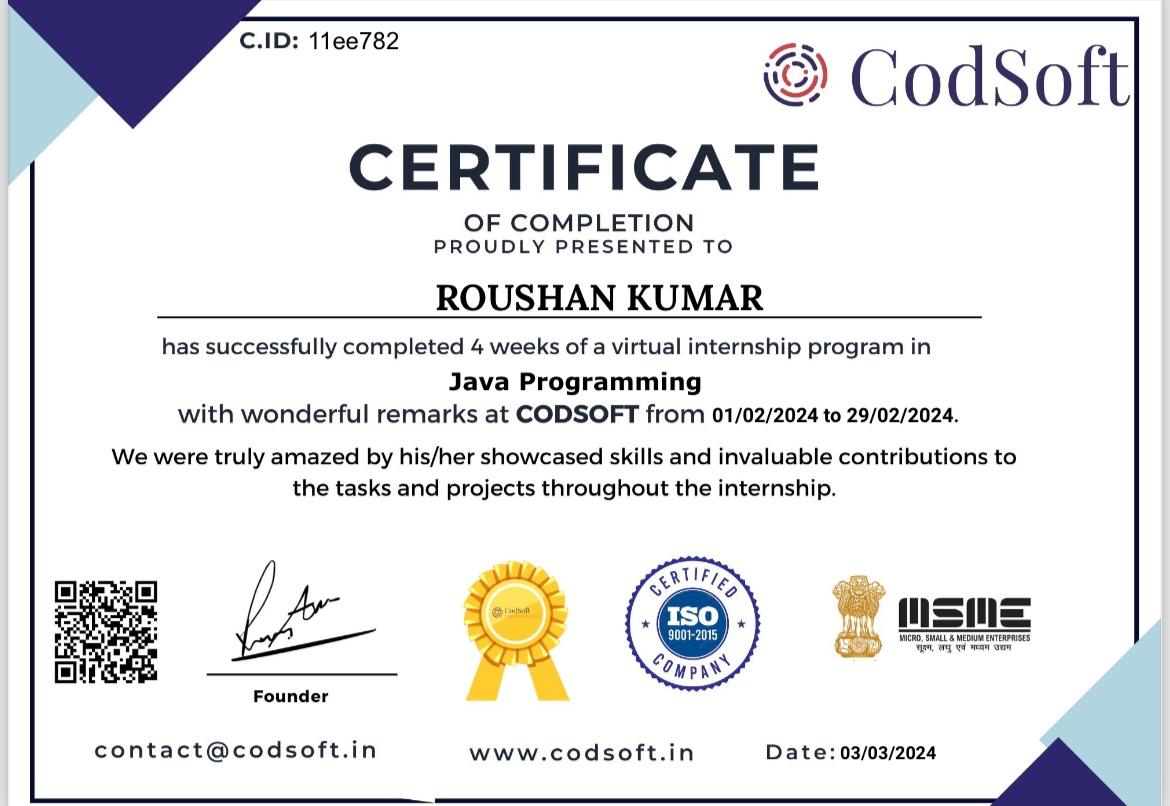 C.ID: 11ee782
CodSoft
CERTIFICATE
OF COMPLETION
PROUDLY PRESENTED TO
ROUSHAN KUMAR
has successfully completed 4 weeks of a virtual internship program in
Java Programming
with wonderful remarks at CODSOFT from 01/02/2024 to 29/02/2024.
We were truly amazed by his/her showcased skills and invaluable contributions to
the tasks and projects throughout the internship.
CodSoft
CERTIFIED
ISO
9001-2015
COMPANY
MSME
MICRO, SMALL & MEDIUM ENTERPRISES
सूक्ष्म, लघु एवं मध्यम उद्यम
Founder
contact@codsoft.in
www.codsoft.in
Date: 03/03/2024